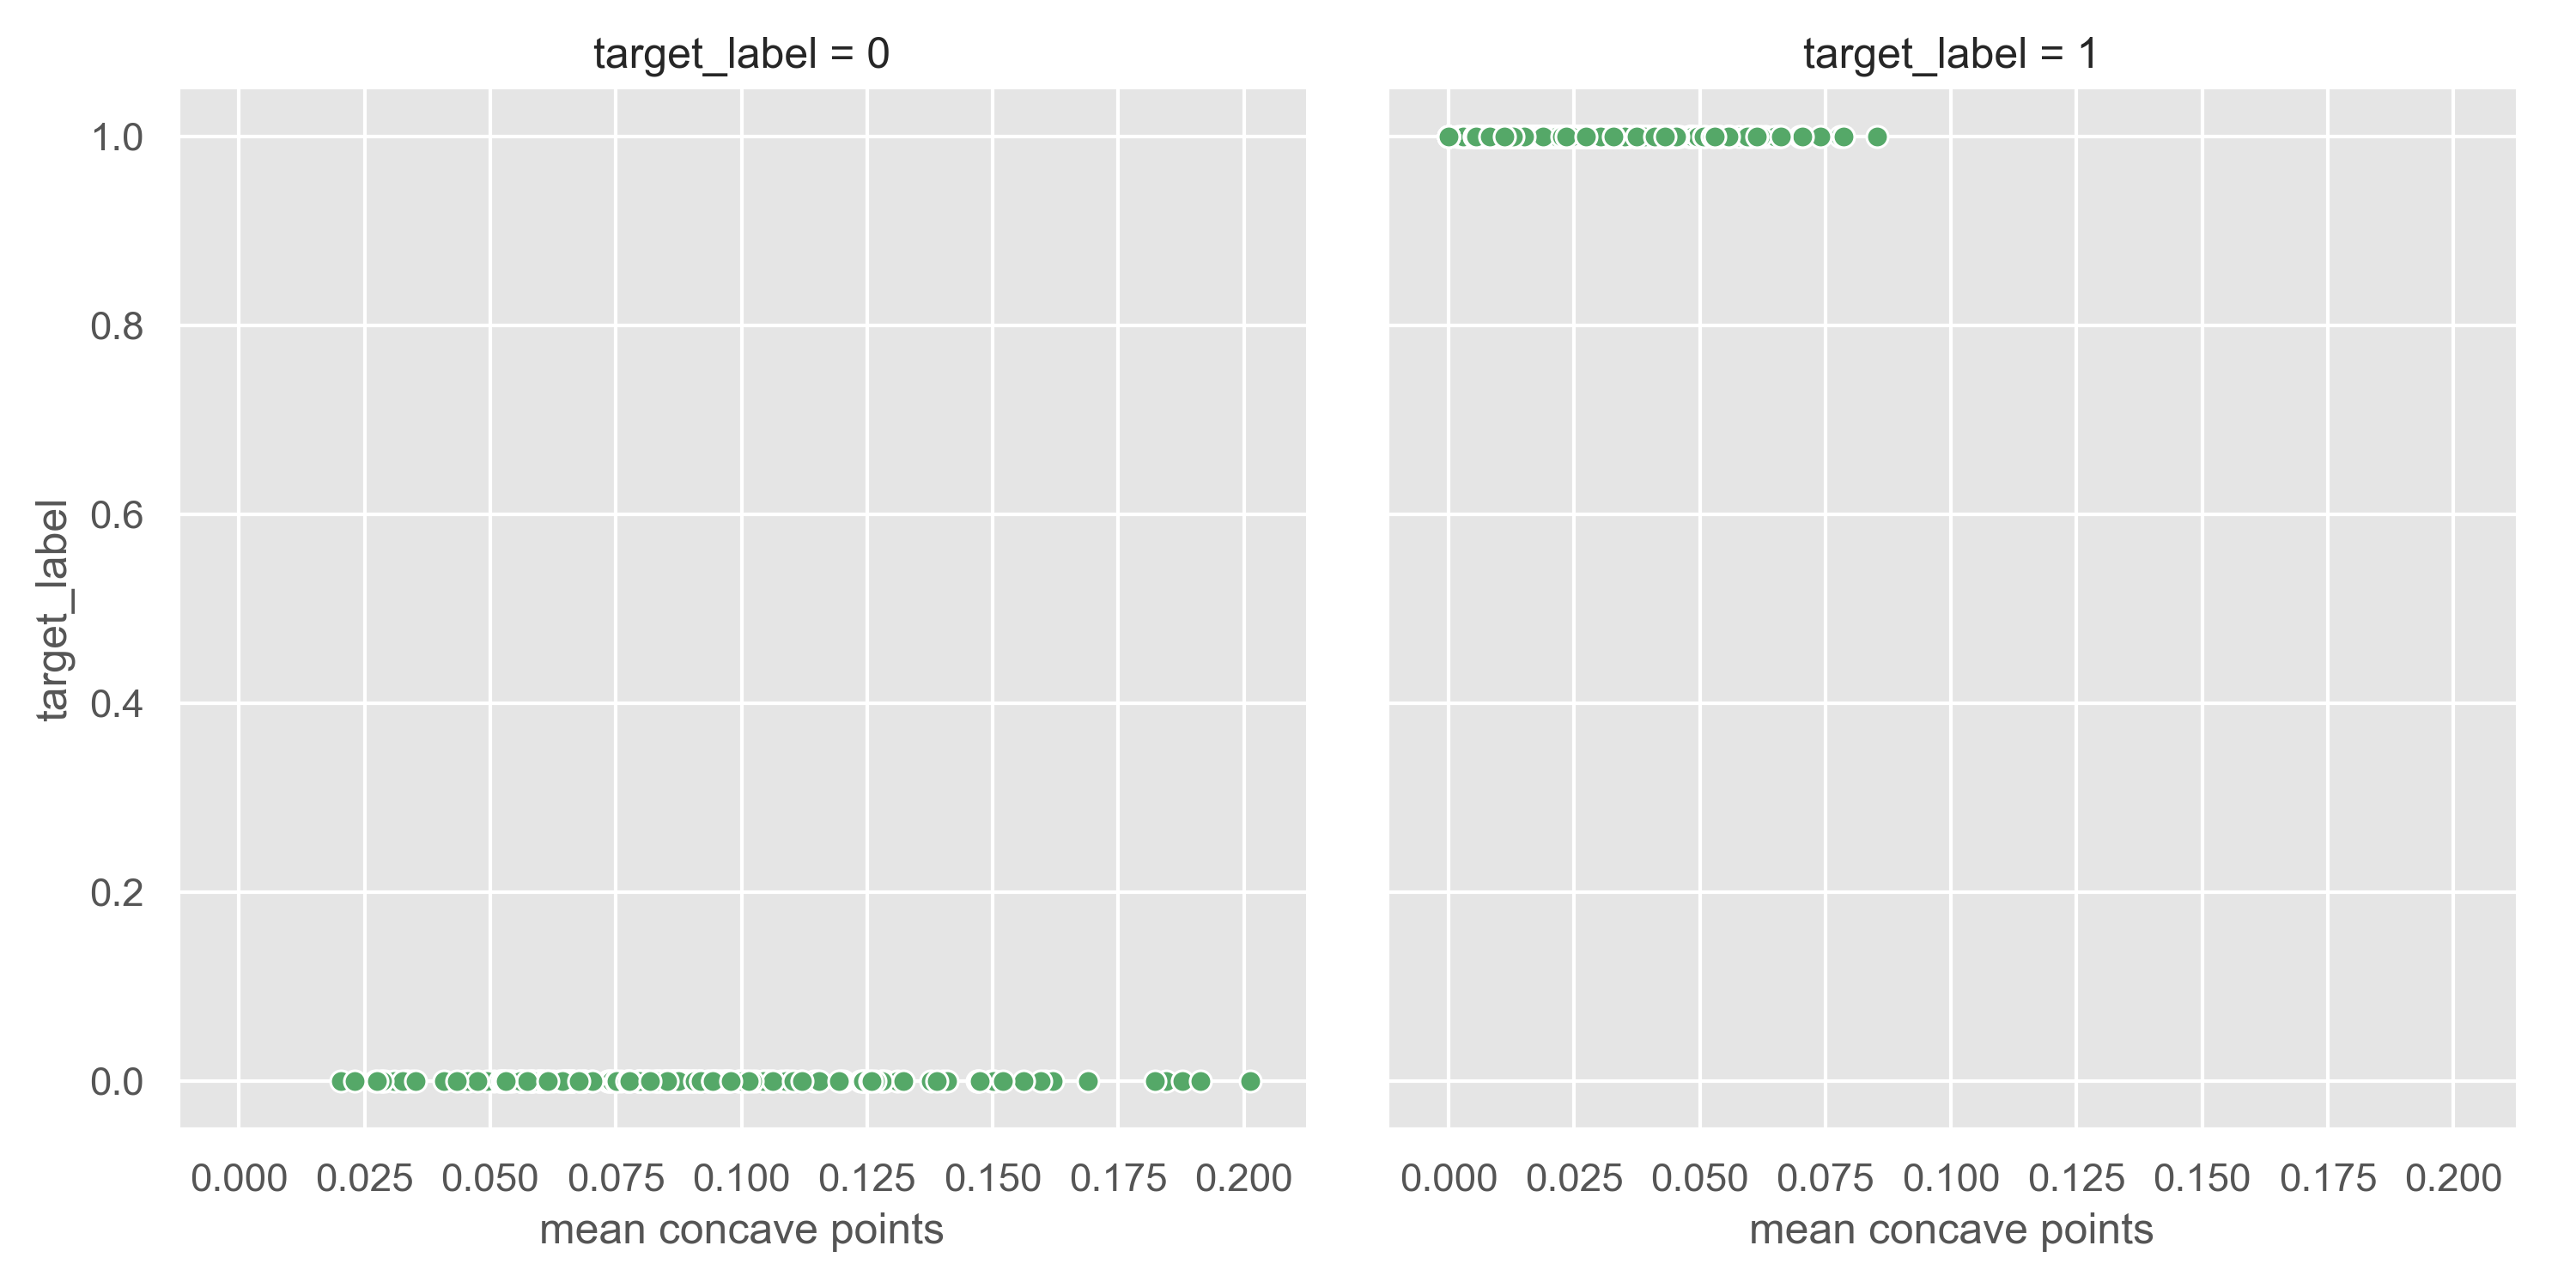 target_label = 0
target_label = 1
1.0
0.8
0.6
0.4
0.2
0.0
target_label
0.000 0.025 0.050 0.075 0.100 0.125 0.150 0.175 0.200
0.000 0.025 0.050 0.075 0.100 0.125 0.150 0.175 0.200
mean concave points
mean concave points